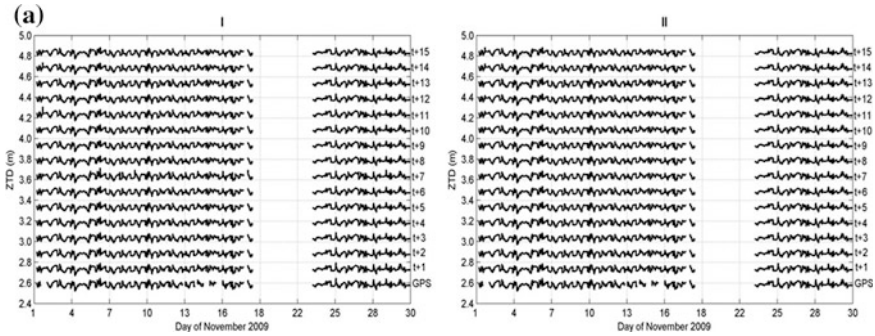 (a)
I
5.0
4.8
4.6
4.4
4.2
4.0
3.8
3.6
3.4
3.2
3.0
2.8
2.6
2.4
ZTD (m)
t+15
t+14
t+13
t+12
t+11
t+10
t+9
t+8
t+7
t+6
t+5
t+4
t+3
t+2
t+1
GPS
1 4 7 10 13 16 19 22 25 28 30
Day of November 2009
II
5.0
4.8
4.6
4.4
4.2
4.0
3.8
3.6
3.4
3.2
3.0
2.8
2.6
2.4
ZTD (m)
t+15
t+14
t+13
t+12
t+11
t+10
t+9
t+8
t+7
t+6
t+5
t+4
t+3
t+2
t+1
GPS
1 4 7 10 13 16 19 22 25 28 30
Day of November 2009